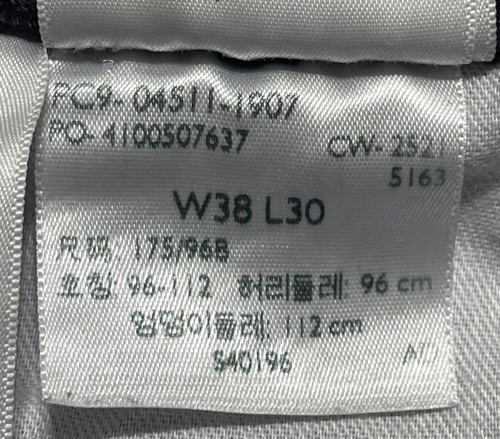 PC9- 04511-1907
PO- 4100507637
CW- 2521
5163
W38 L30
尺码: 175/96B
호칭: 96-112 허리둘레: 96 cm
엉덩이둘레: 112 cm
S40196